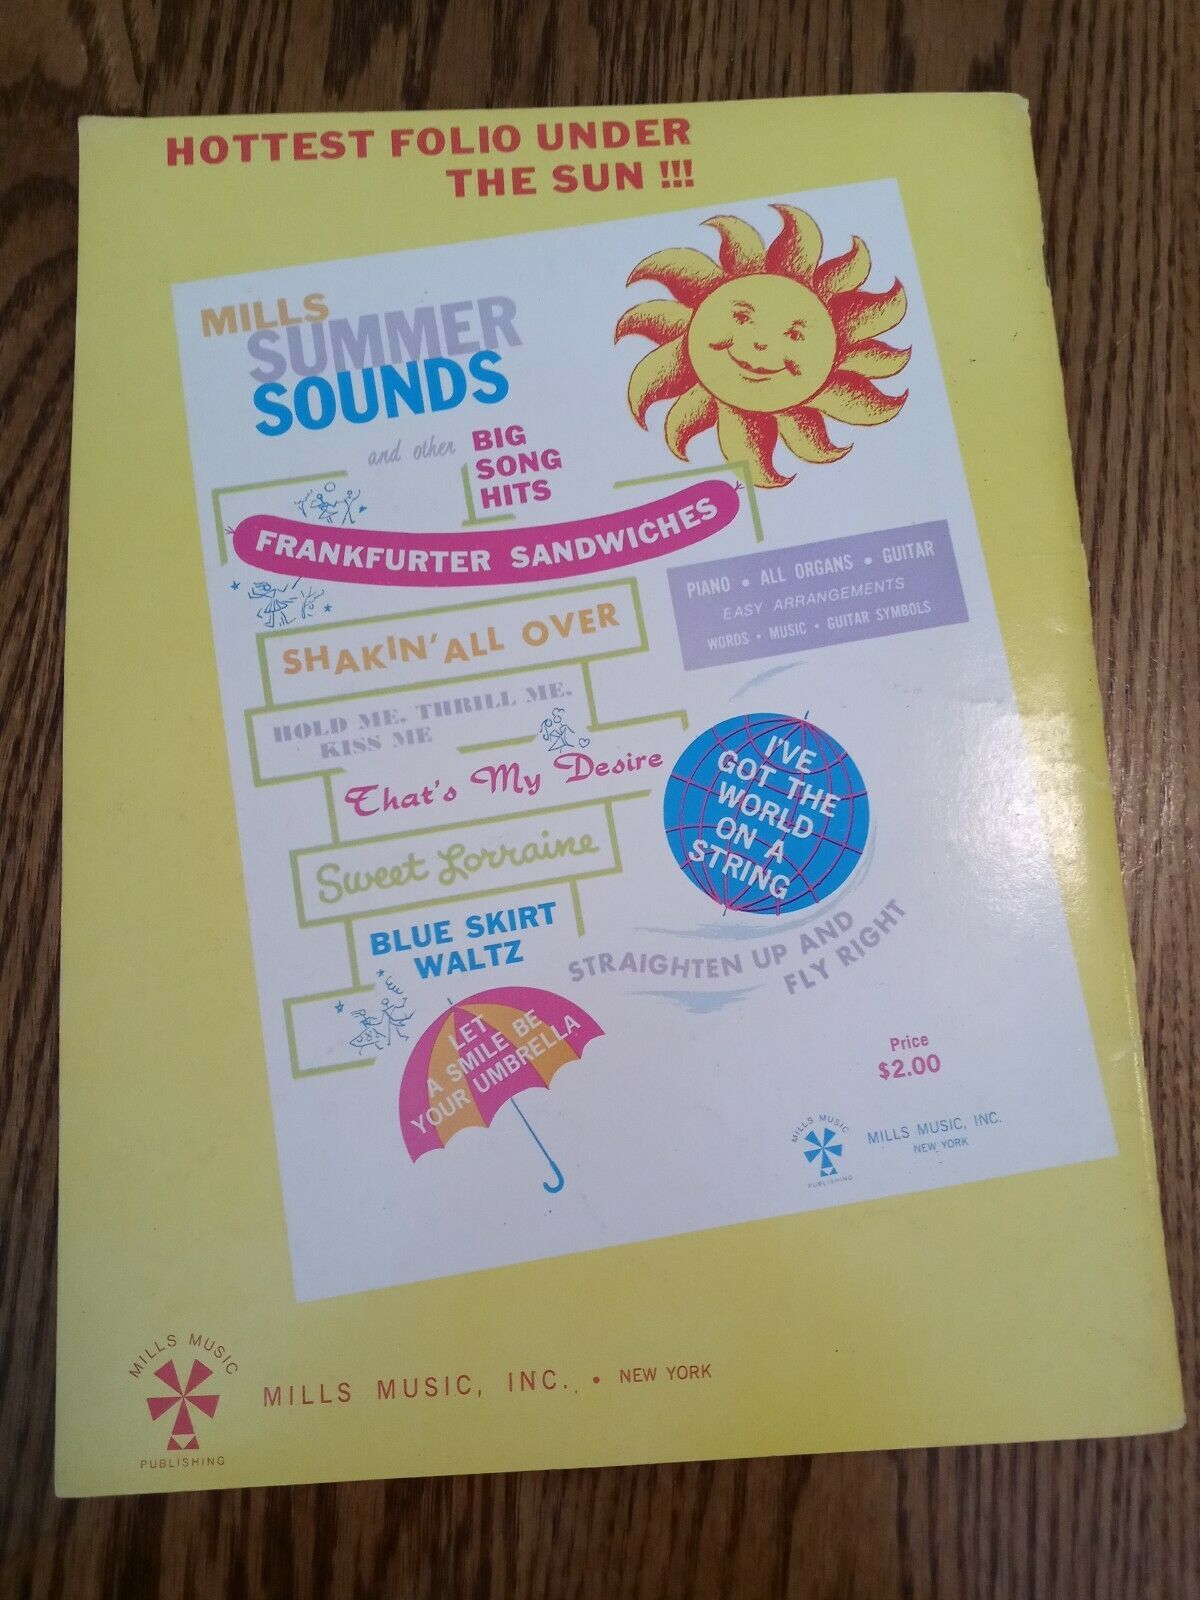 HOTTEST FOLIO UNDER
THE SUN !!!
MILLS
SUMMER
SOUNDS
and other
BIG
SONG
HITS
FRANKFURTER SANDWICHES
PIANO • ALL ORGANS • GUITAR
EASY ARRANGEMENTS
WORDS • MUSIC • GUITAR SYMBOLS
SHAKIN' ALL OVER
HOLD ME, THRILL ME,
KISS ME
That's My Desire
Sweet Lorraine
I'VE
GOT THE
WORLD
ON A
STRING
BLUE SKIRT
WALTZ
STRAIGHTEN UP AND
FLY RIGHT
LET
A SMILE BE
YOUR UMBRELLA
Price
$2.00
MILLS MUSIC
PUBLISHING
MILLS MUSIC, INC.
NEW YORK
MILLS MUSIC
PUBLISHING
MILLS MUSIC, INC. • NEW YORK